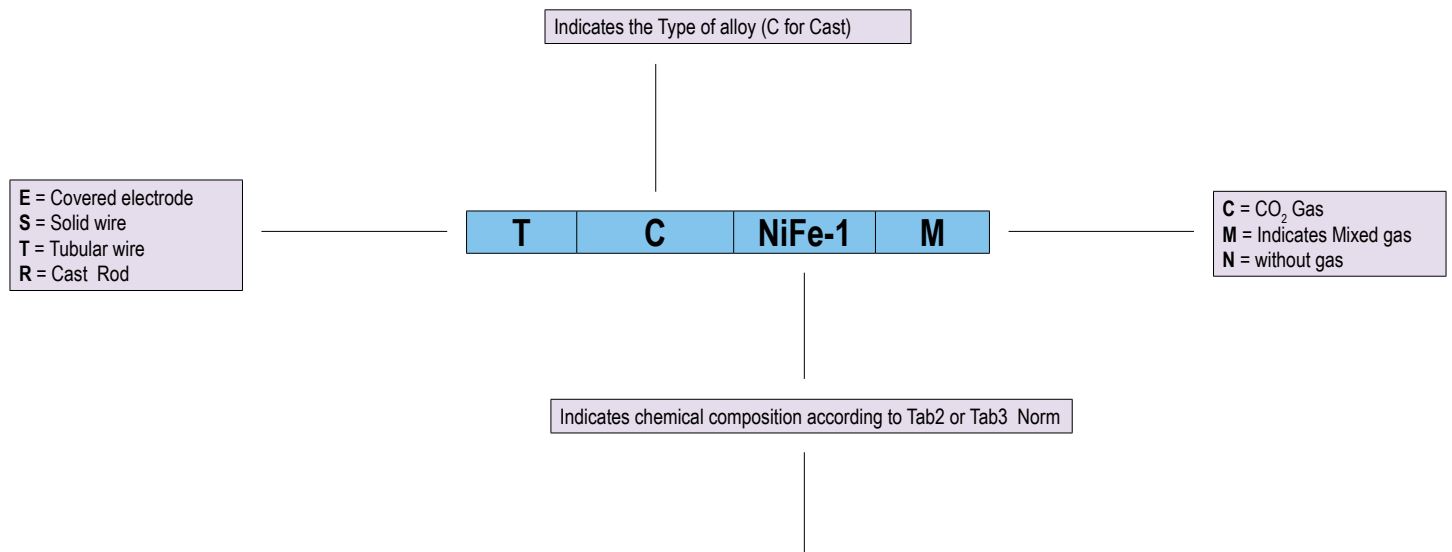 Indicates the Type of alloy (C for Cast)
E = Covered electrode
S = Solid wire
T = Tubular wire
R = Cast Rod
T C NiFe-1 M
C = CO₂ Gas
M = Indicates Mixed gas
N = without gas
Indicates chemical composition according to Tab2 or Tab3 Norm